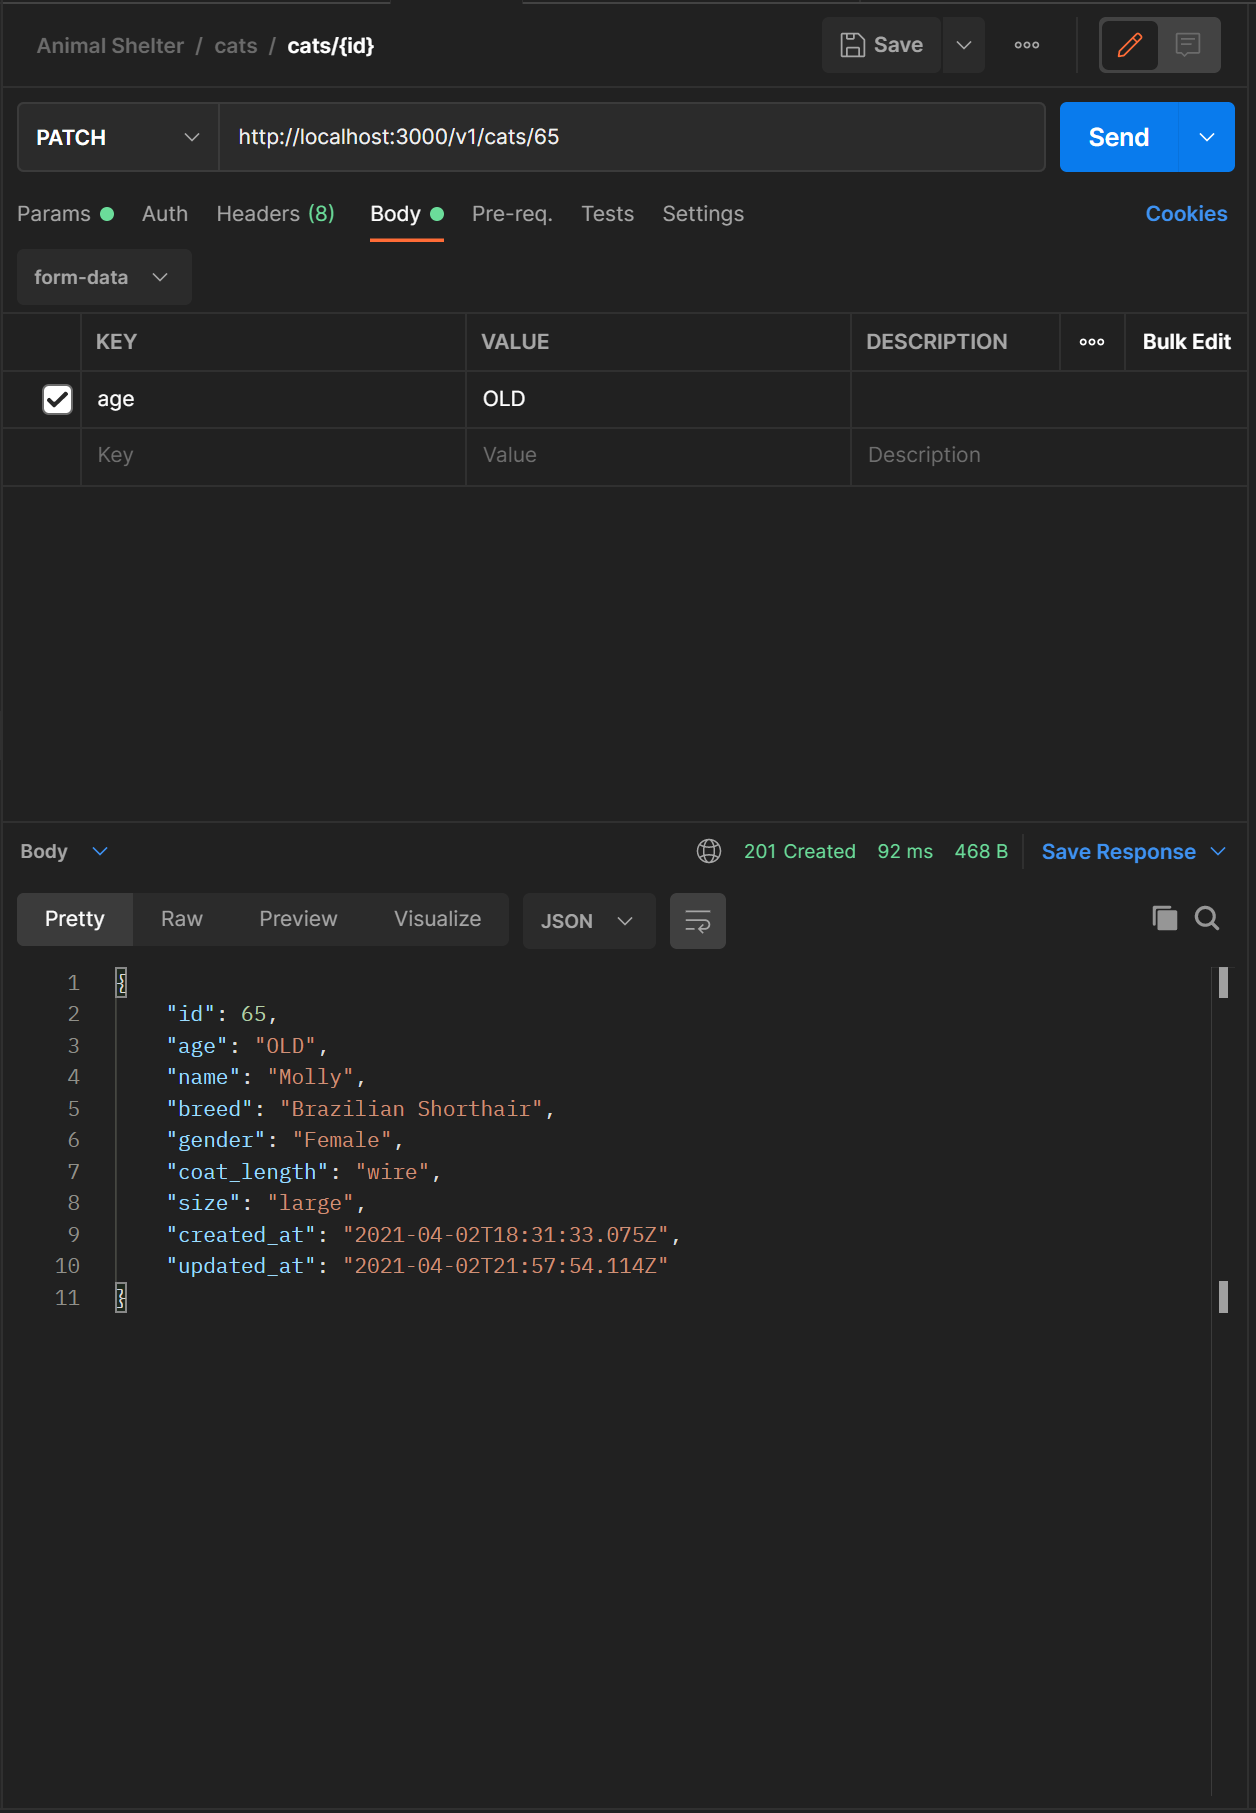 Animal Shelter / cats / cats/{id} Save
PATCH http://localhost:3000/v1/cats/65 Send
Params Auth Headers (8) Body Pre-req. Tests Settings Cookies
form-data
KEY VALUE DESCRIPTION Bulk Edit
age OLD
Key Value Description
Body 201 Created 92 ms 468 B Save Response
Pretty Raw Preview Visualize JSON
1 {
2 "id": 65,
3 "age": "OLD",
4 "name": "Molly",
5 "breed": "Brazilian Shorthair",
6 "gender": "Female",
7 "coat_length": "wire",
8 "size": "large",
9 "created_at": "2021-04-02T18:31:33.075Z",
10 "updated_at": "2021-04-02T21:57:54.114Z"
11 }